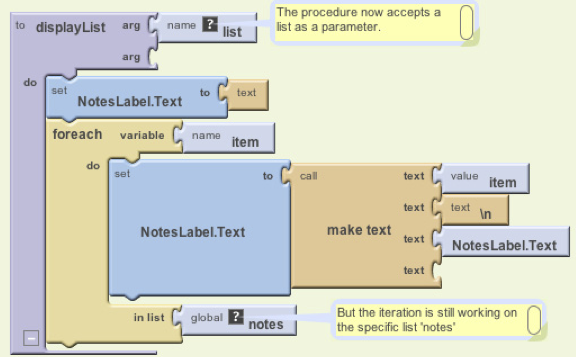 to displayList arg name ? list
The procedure now accepts a
list as a parameter.
arg
do set NotesLabel.Text to text
foreach variable name item
do set NotesLabel.Text to call make text text value item
text text \n
text NotesLabel.Text
text
in list global ? notes
But the iteration is still working on
the specific list 'notes'